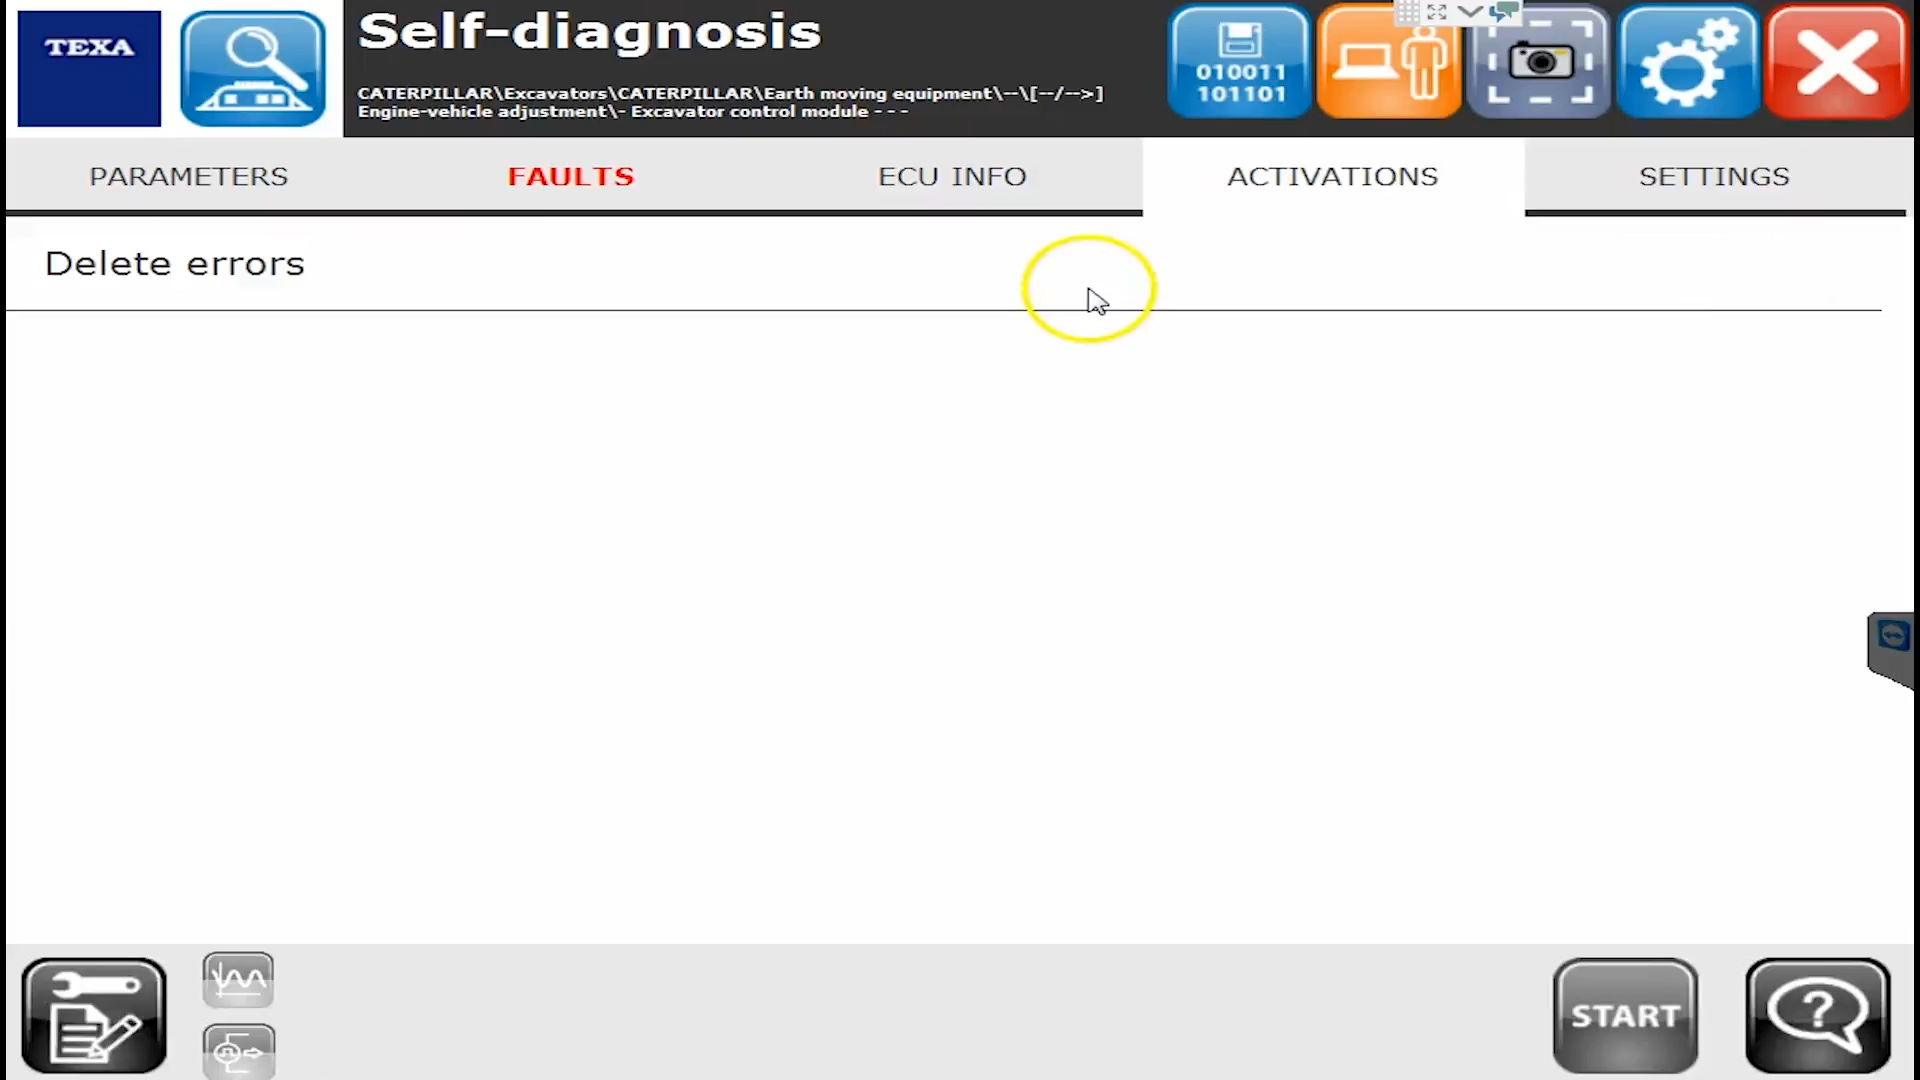 TEXA
Self-diagnosis
CATERPILLAR\Excavators\CATERPILLAR\Earth moving equipment\--\[--/-->]
Engine-vehicle adjustment\- Excavator control module - - -
010011
101101
PARAMETERS
FAULTS
ECU INFO
ACTIVATIONS
SETTINGS
Delete errors
START
?